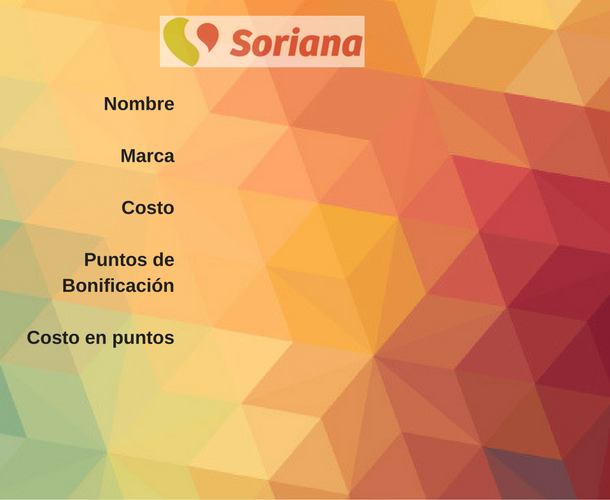 Soriana
Nombre
Marca
Costo
Puntos de
Bonificación
Costo en puntos